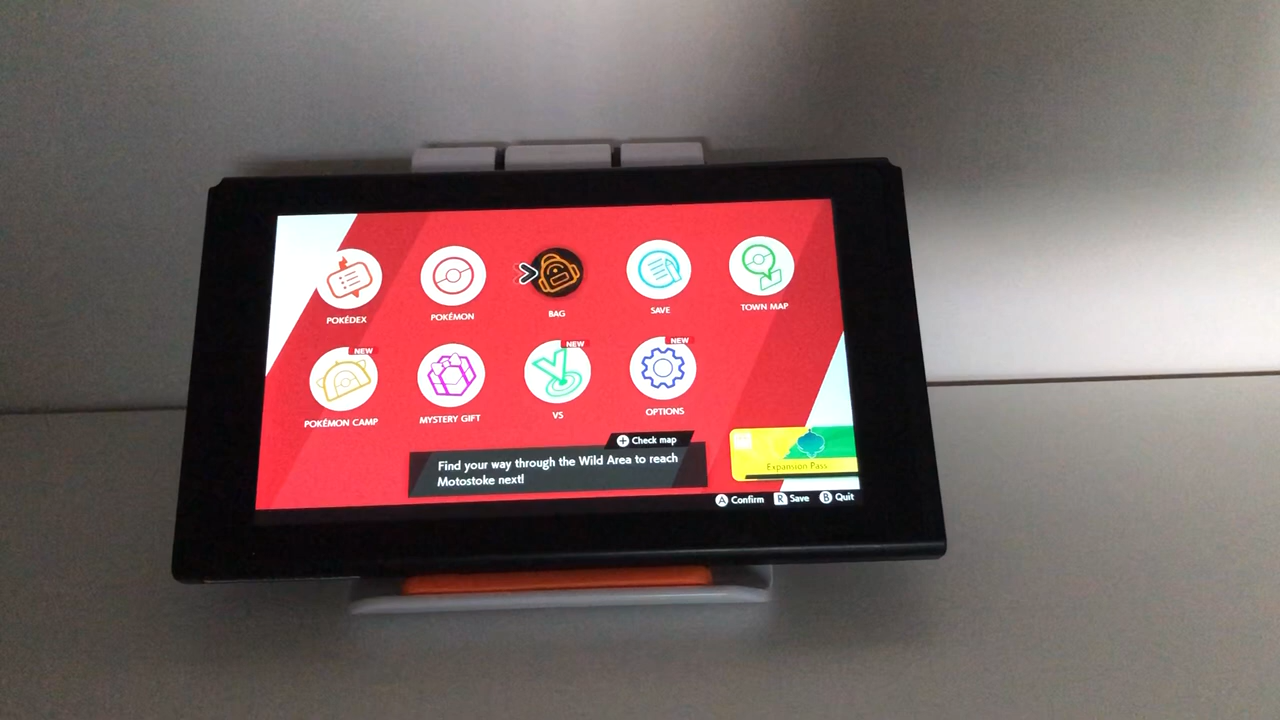 POKÉDEX
POKÉMON
BAG
SAVE
TOWN MAP
NEW
POKÉMON CAMP
MYSTERY GIFT
NEW
VS
NEW
OPTIONS
+ Check map
Find your way through the Wild Area to reach
Motostoke next!
Expansion Pass
A Confirm R Save B Quit